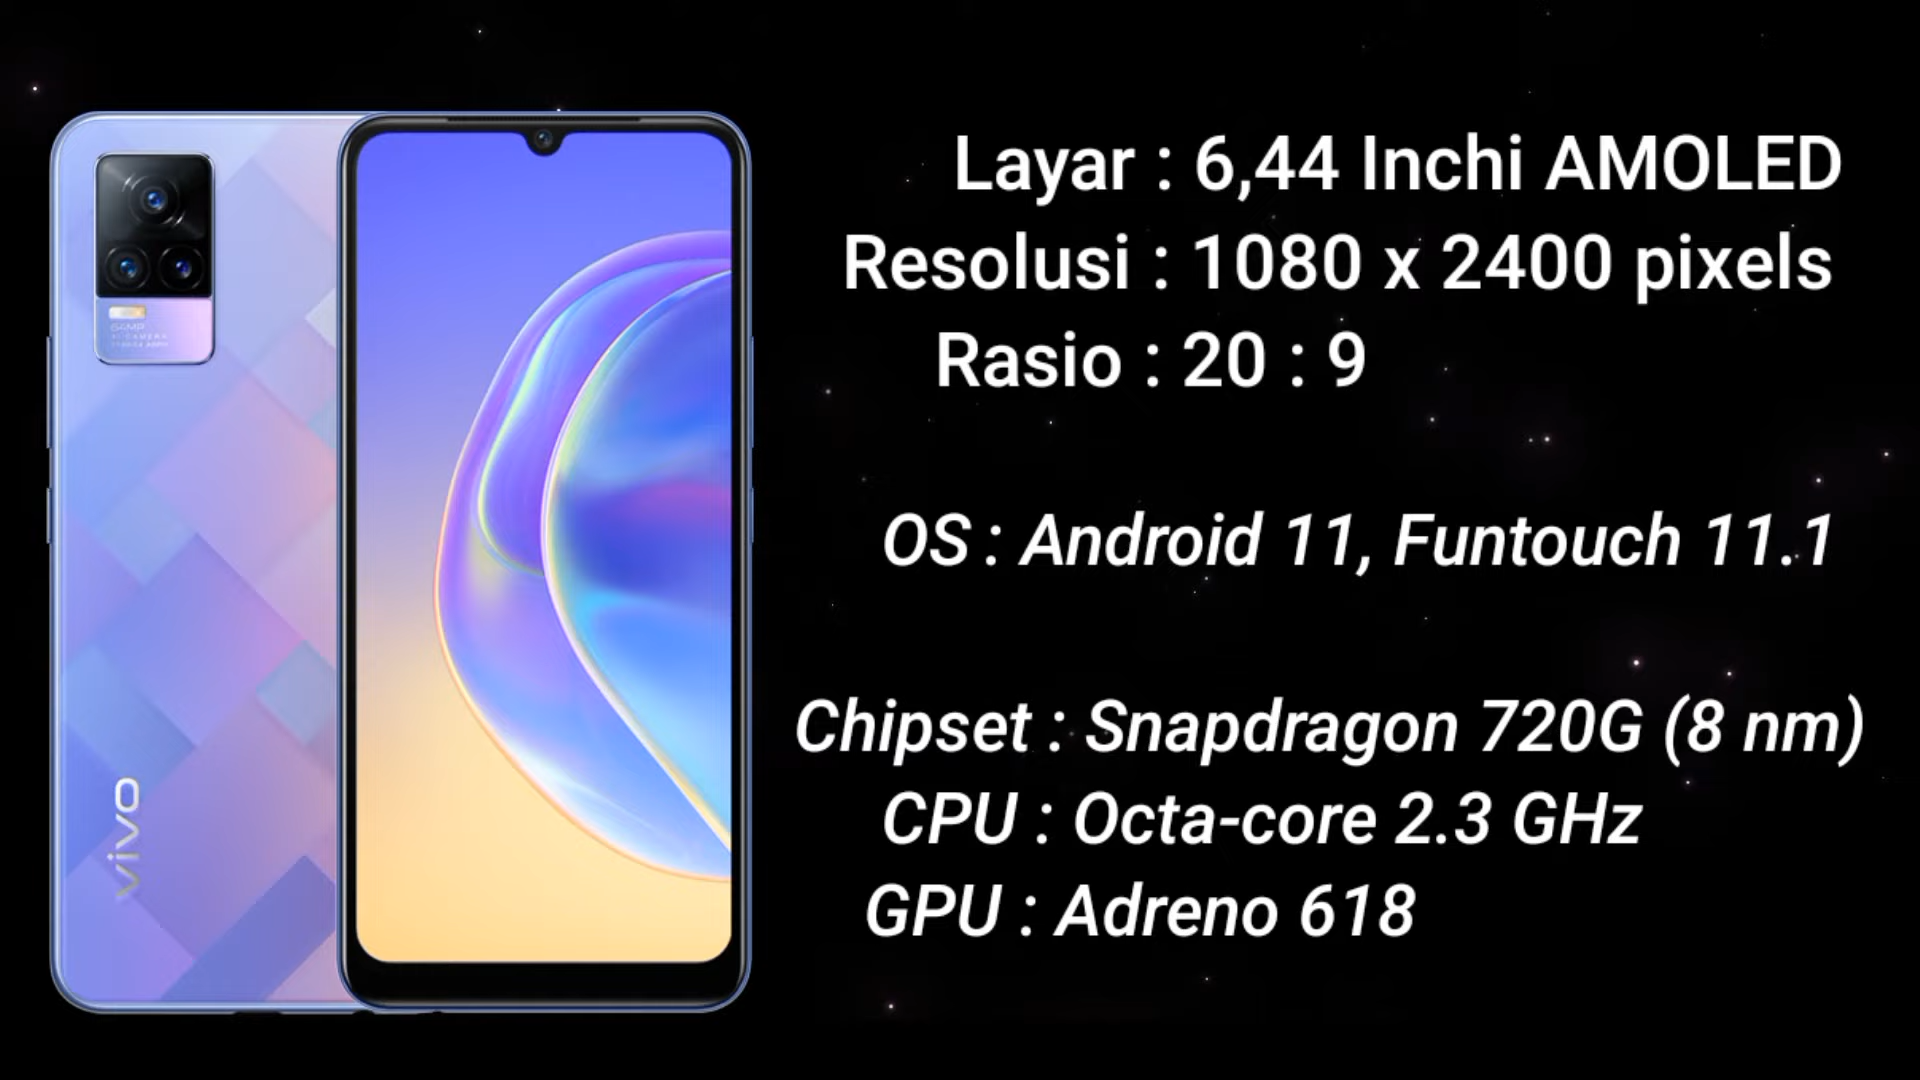 64MP
vivo
Layar : 6,44 Inchi AMOLED
Resolusi : 1080 x 2400 pixels
Rasio : 20 : 9
OS : Android 11, Funtouch 11.1
Chipset : Snapdragon 720G (8 nm)
CPU : Octa-core 2.3 GHz
GPU : Adreno 618